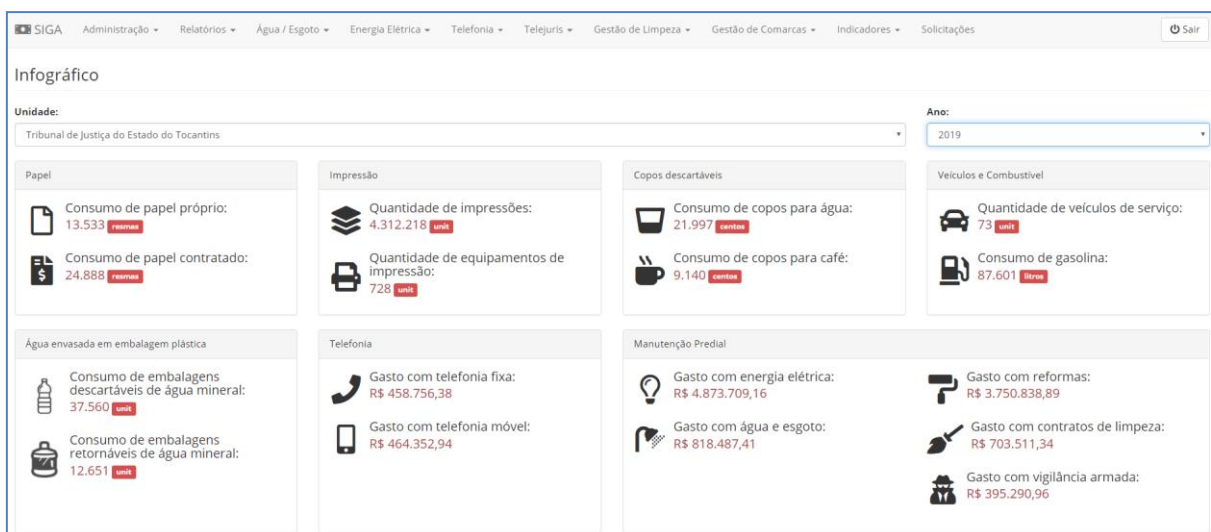 SIGA Administração Relatórios Água / Esgoto Energia Elétrica Telefonia Telejuris Gestão de Limpeza Gestão de Comarcas Indicadores Solicitações Sair
Infográfico
Unidade: Ano:
Tribunal de Justiça do Estado do Tocantins 2019
Papel
Consumo de papel próprio:
13.533 resmas
Consumo de papel contratado:
24.888 resmas
Impressão
Quantidade de impressões:
4.312.218 unit
Quantidade de equipamentos de
impressão:
728 unit
Copos descartáveis
Consumo de copos para água:
21.997 centos
Consumo de copos para café:
9.140 centos
Veículos e Combustível
Quantidade de veículos de serviço:
73 unit
Consumo de gasolina:
87.601 litros
Água envasada em embalagem plástica
Consumo de embalagens
descartáveis de água mineral:
37.560 unit
Consumo de embalagens
retornáveis de água mineral:
12.651 unit
Telefonia
Gasto com telefonia fixa:
R$ 458.756,38
Gasto com telefonia móvel:
R$ 464.352,94
Manutenção Predial
Gasto com energia elétrica:
R$ 4.873.709,16
Gasto com água e esgoto:
R$ 818.487,41
Gasto com reformas:
R$ 3.750.838,89
Gasto com contratos de limpeza:
R$ 703.511,34
Gasto com vigilância armada:
R$ 395.290,96